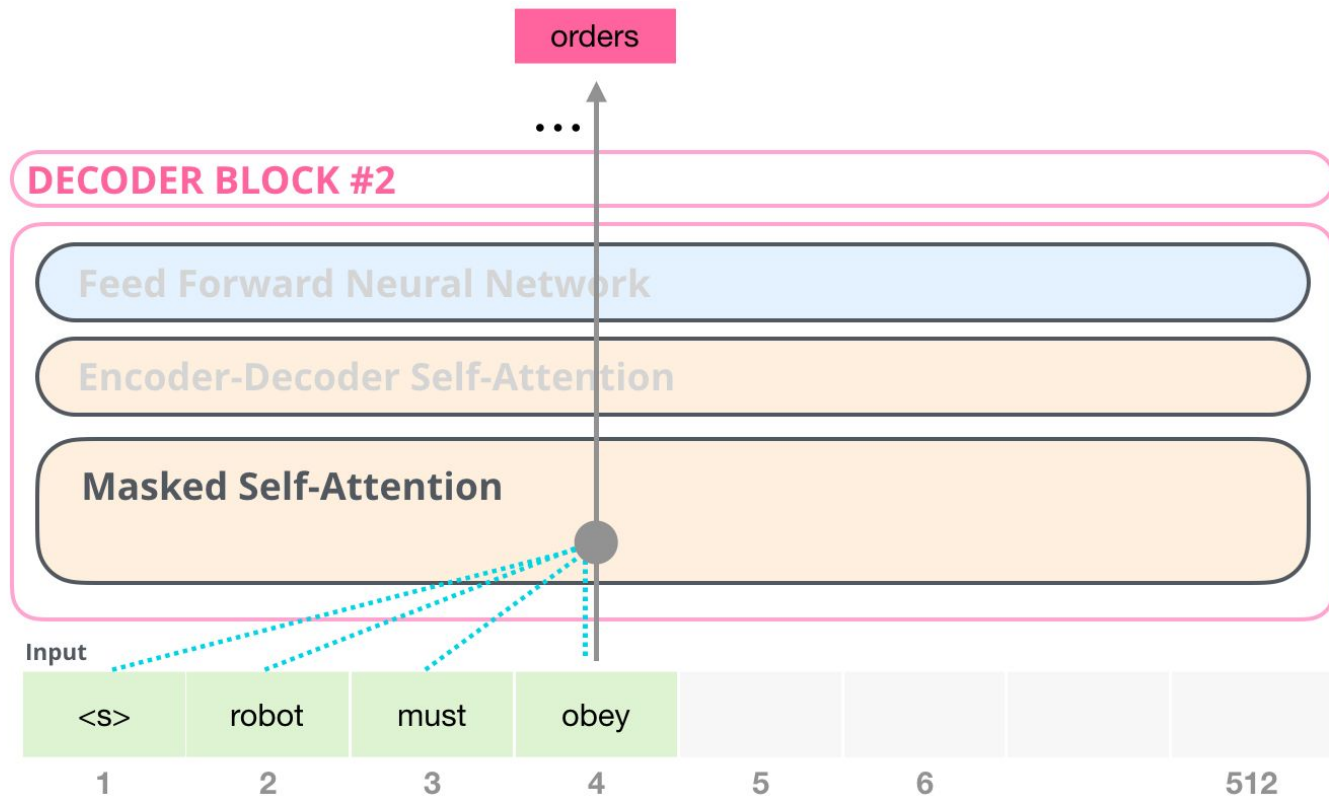 orders
...
DECODER BLOCK #2
Feed Forward Neural Network
Encoder-Decoder Self-Attention
Masked Self-Attention
Input
<s> robot must obey
1 2 3 4 5 6 512